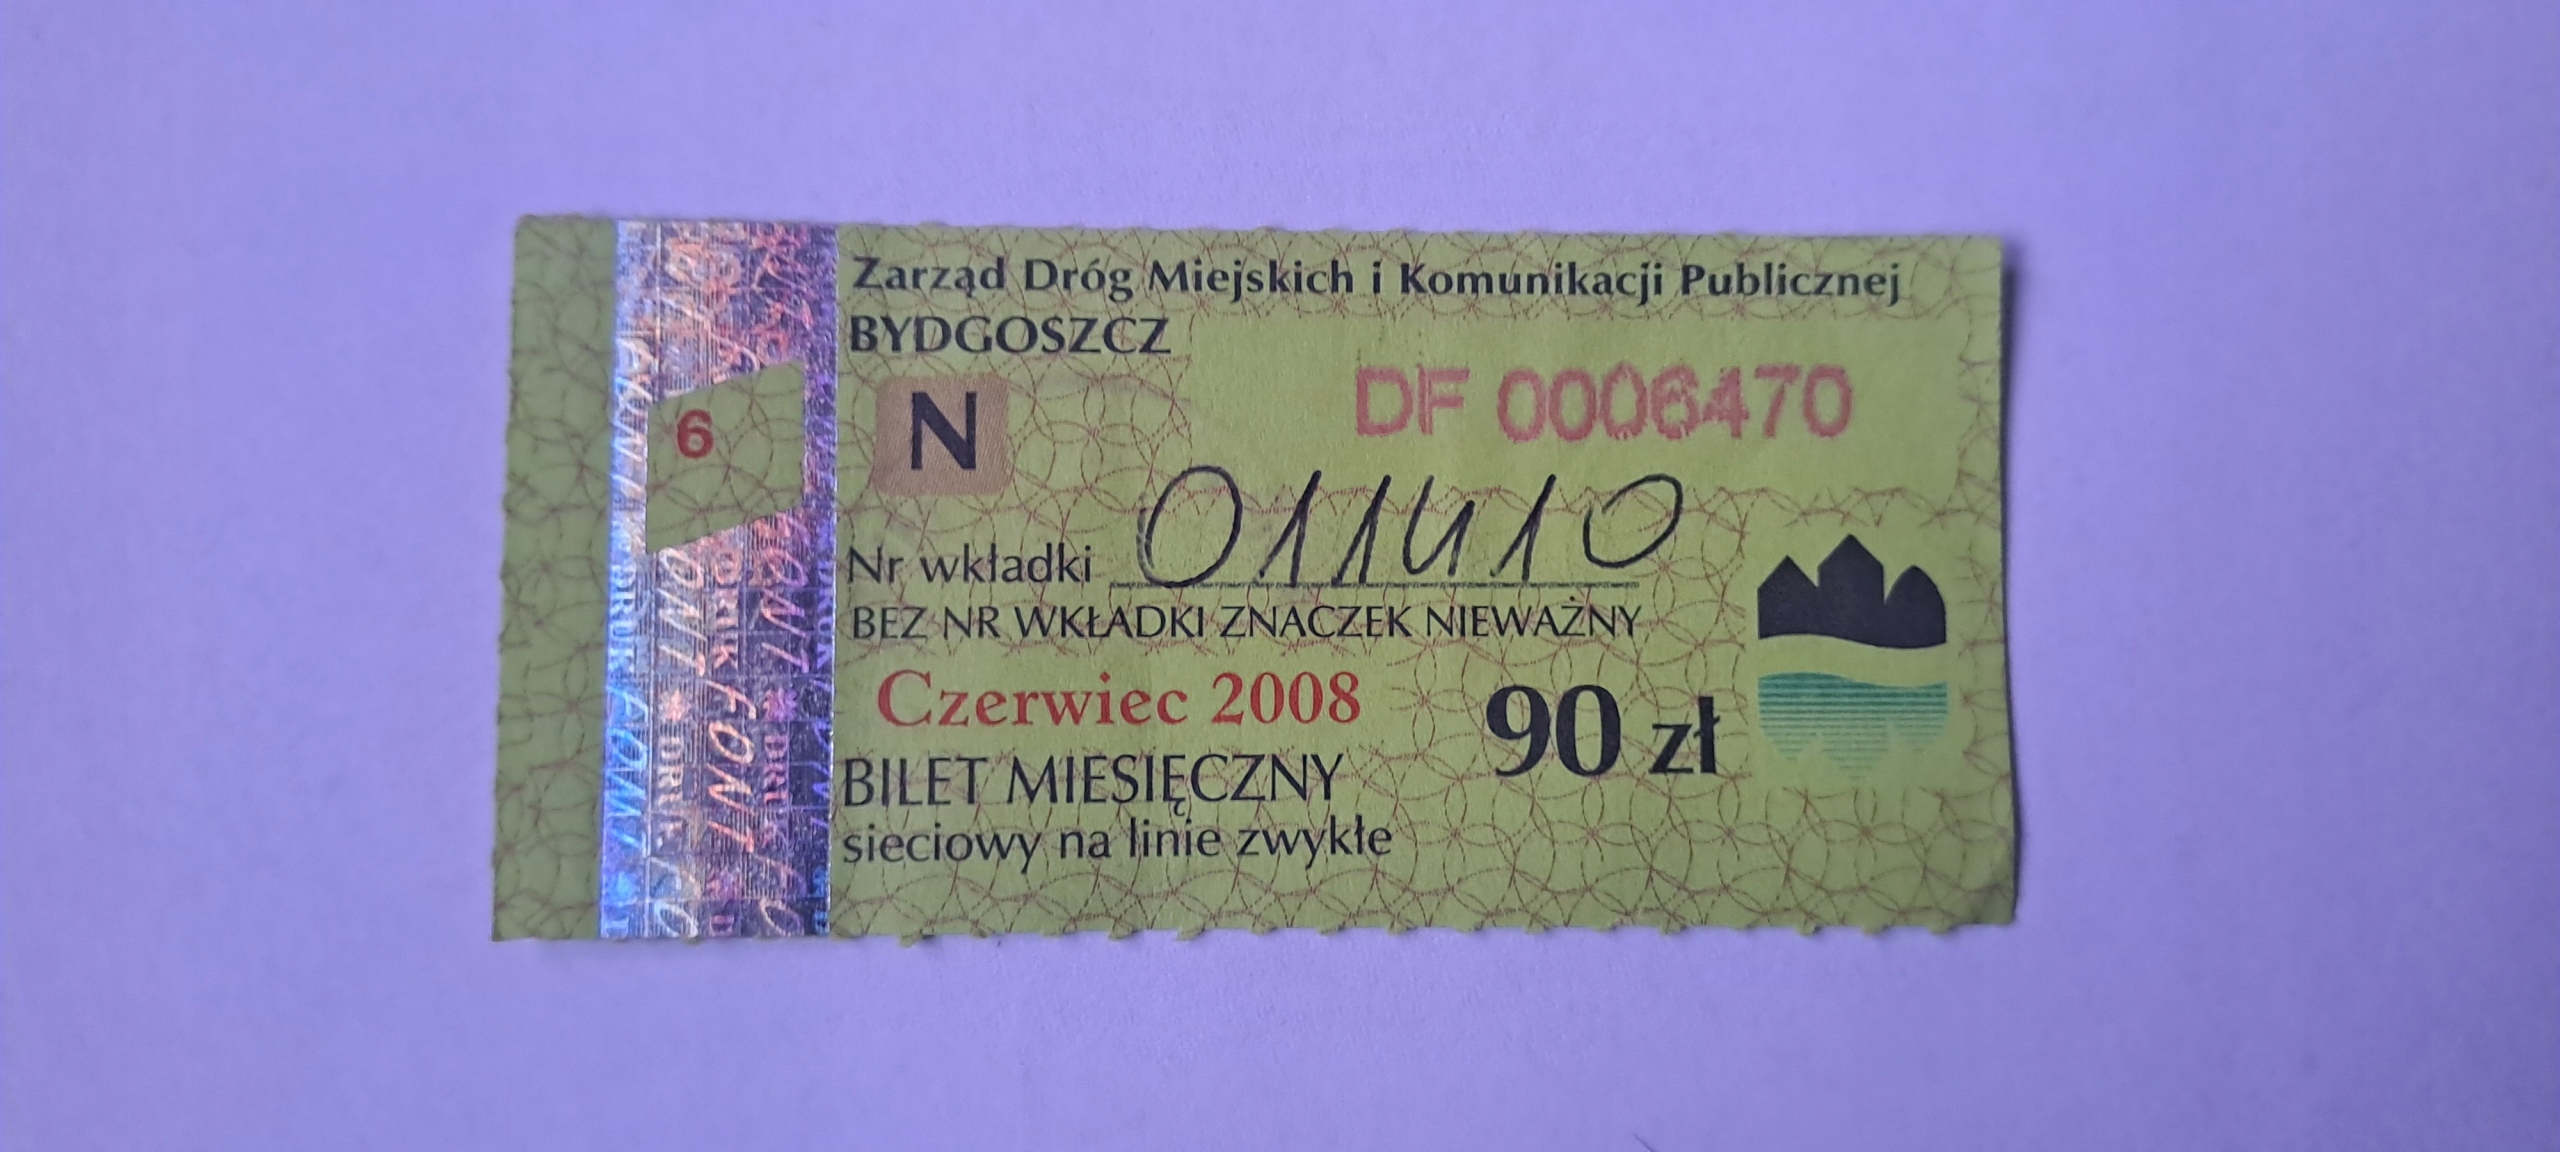 Zarząd Dróg Miejskich i Komunikacji Publicznej
BYDGOSZCZ
DF 0006470
6
N
Nr wkładki 011410
BEZ NR WKŁADKI ZNACZEK NIEWAŻNY
Czerwiec 2008
90 zł
BILET MIESIĘCZNY
sieciowy na linie zwykłe